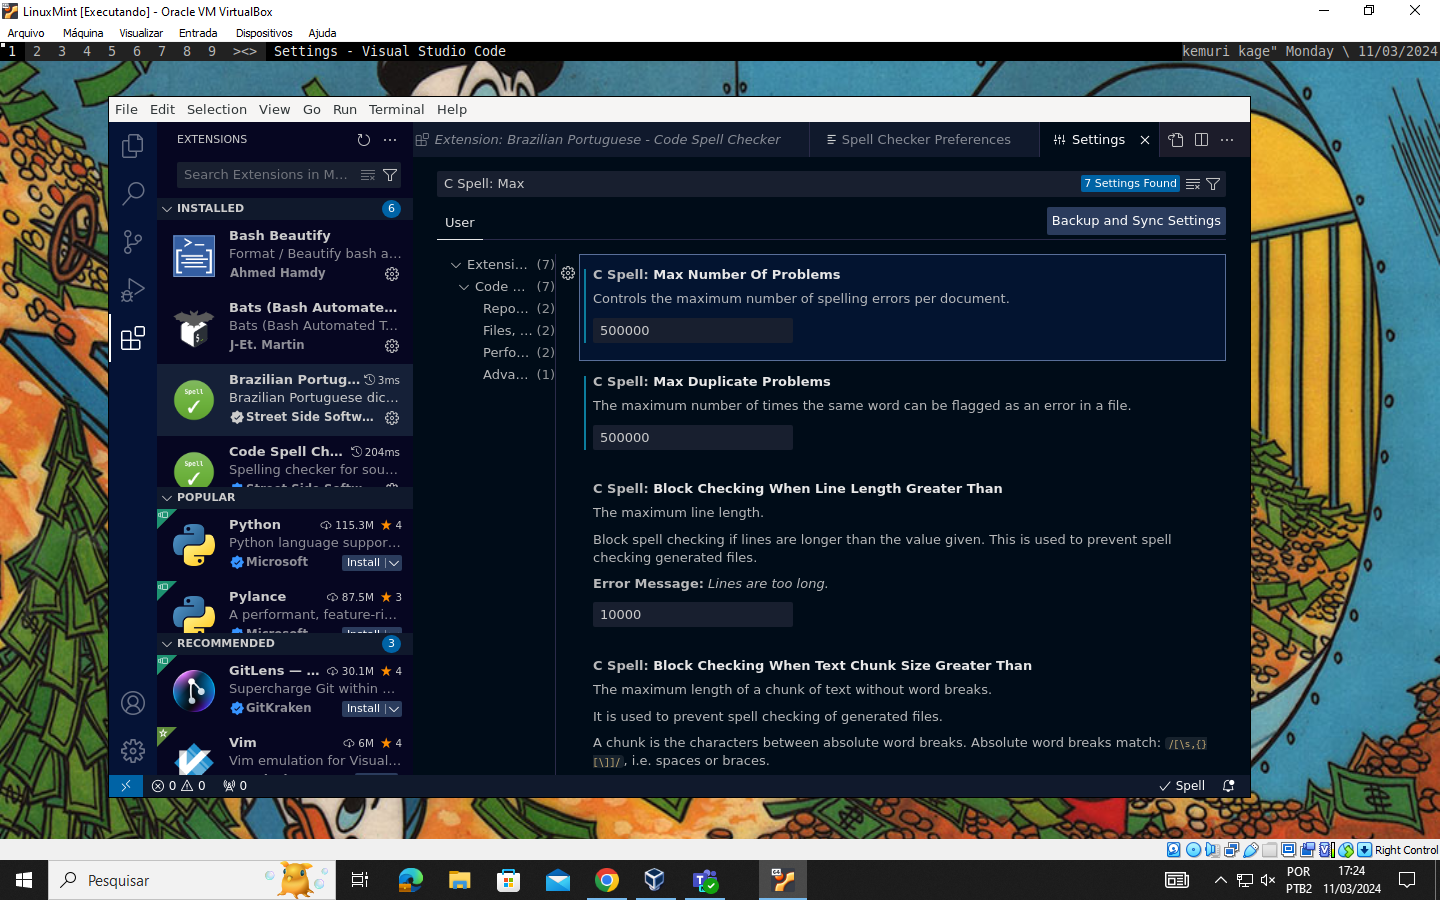 LinuxMint [Executando] - Oracle VM VirtualBox
Arquivo Máquina Visualizar Entrada Dispositivos Ajuda
1 2 3 4 5 6 7 8 9 ><> Settings - Visual Studio Code kemuri kage" Monday \ 11/03/2024
File Edit Selection View Go Run Terminal Help
EXTENSIONS
Extension: Brazilian Portuguese - Code Spell Checker
Spell Checker Preferences
Settings
Search Extensions in M...
C Spell: Max
7 Settings Found
INSTALLED 6
User
Backup and Sync Settings
Bash Beautify
Format / Beautify bash a...
Ahmed Hamdy
Bats (Bash Automate...
Bats (Bash Automated T...
J-Et. Martin
Brazilian Portug... 3ms
Brazilian Portuguese dic...
Street Side Softw...
Code Spell Ch... 204ms
Spelling checker for sou...
Street Side Softw...
POPULAR
Python 115.3M 4
Python language suppor...
Microsoft Install
Pylance 87.5M 3
A performant, feature-ri...
Microsoft Install
RECOMMENDED 3
GitLens — ... 30.1M 4
Supercharge Git within ...
GitKraken Install
Vim 6M 4
Vim emulation for Visual...
Extensi... (7)
Code ... (7)
Repo... (2)
Files, ... (2)
Perfo... (2)
Adva... (1)
C Spell: Max Number Of Problems
Controls the maximum number of spelling errors per document.
500000
C Spell: Max Duplicate Problems
The maximum number of times the same word can be flagged as an error in a file.
500000
C Spell: Block Checking When Line Length Greater Than
The maximum line length.
Block spell checking if lines are longer than the value given. This is used to prevent spell
checking generated files.
Error Message: Lines are too long.
10000
C Spell: Block Checking When Text Chunk Size Greater Than
The maximum length of a chunk of text without word breaks.
It is used to prevent spell checking of generated files.
A chunk is the characters between absolute word breaks. Absolute word breaks match: /[\s,{}
[\]]/, i.e. spaces or braces.
0 0 0
Spell
Right Control
Pesquisar
POR
PTB2
17:24
11/03/2024